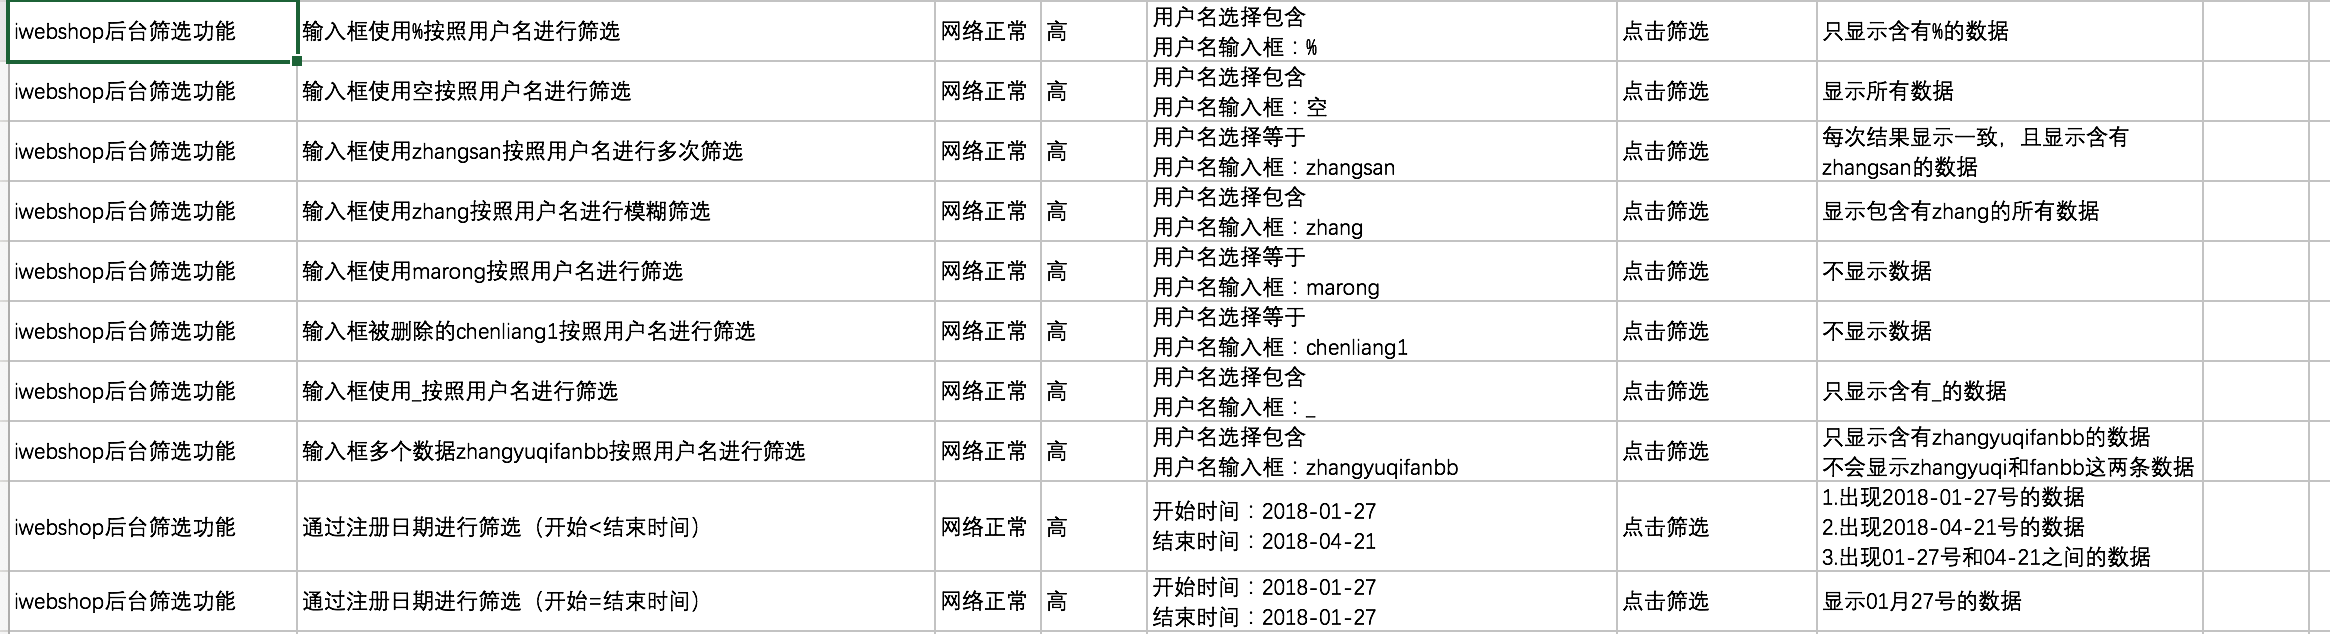 iwebshop后台筛选功能 输入框使用%按照用户名进行筛选 网络正常 高 用户名选择包含 点击筛选 只显示含有%的数据
用户名输入框：%
iwebshop后台筛选功能 输入框使用空按照用户名进行筛选 网络正常 高 用户名选择包含 点击筛选 显示所有数据
用户名输入框：空
iwebshop后台筛选功能 输入框使用zhangsan按照用户名进行多次筛选 网络正常 高 用户名选择等于 点击筛选 每次结果显示一致，且显示含有
用户名输入框：zhangsan zhangsan的数据
iwebshop后台筛选功能 输入框使用zhang按照用户名进行模糊筛选 网络正常 高 用户名选择包含 点击筛选 显示包含有zhang的所有数据
用户名输入框：zhang
iwebshop后台筛选功能 输入框使用marong按照用户名进行筛选 网络正常 高 用户名选择等于 点击筛选 不显示数据
用户名输入框：marong
iwebshop后台筛选功能 输入框被删除的chenliang1按照用户名进行筛选 网络正常 高 用户名选择等于 点击筛选 不显示数据
用户名输入框：chenliang1
iwebshop后台筛选功能 输入框使用_按照用户名进行筛选 网络正常 高 用户名选择包含 点击筛选 只显示含有_的数据
用户名输入框：_
iwebshop后台筛选功能 输入框多个数据zhangyuqifanbb按照用户名进行筛选 网络正常 高 用户名选择包含 点击筛选 只显示含有zhangyuqifanbb的数据
用户名输入框：zhangyuqifanbb 不会显示zhangyuqi和fanbb这两条数据
iwebshop后台筛选功能 通过注册日期进行筛选（开始<结束时间） 网络正常 高 开始时间：2018-01-27 点击筛选 1.出现2018-01-27号的数据
结束时间：2018-04-21 2.出现2018-04-21号的数据
3.出现01-27号和04-21之间的数据
iwebshop后台筛选功能 通过注册日期进行筛选（开始=结束时间） 网络正常 高 开始时间：2018-01-27 点击筛选 显示01月27号的数据
结束时间：2018-01-27